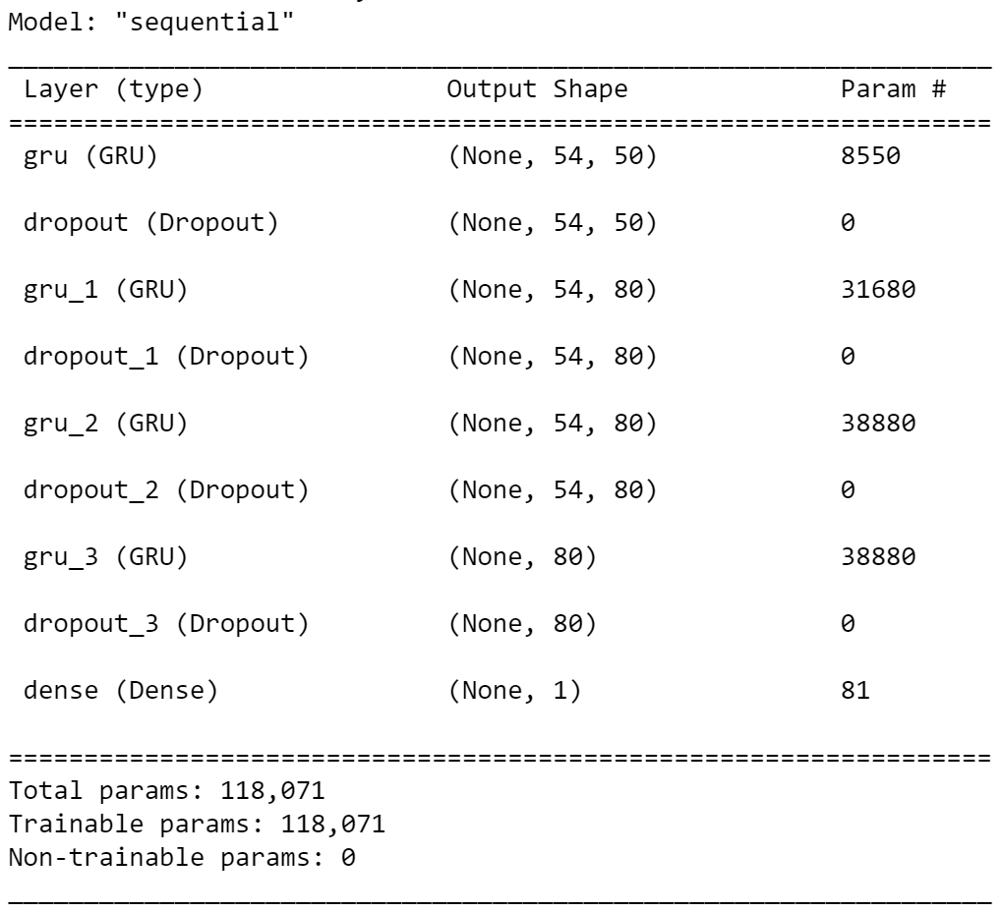 Model: "sequential"
Layer (type) Output Shape Param #
=================================================================
gru (GRU) (None, 54, 50) 8550
dropout (Dropout) (None, 54, 50) 0
gru_1 (GRU) (None, 54, 80) 31680
dropout_1 (Dropout) (None, 54, 80) 0
gru_2 (GRU) (None, 54, 80) 38880
dropout_2 (Dropout) (None, 54, 80) 0
gru_3 (GRU) (None, 80) 38880
dropout_3 (Dropout) (None, 80) 0
dense (Dense) (None, 1) 81
=================================================================
Total params: 118,071
Trainable params: 118,071
Non-trainable params: 0